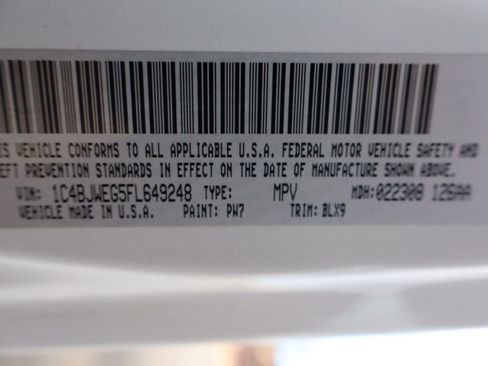 IS VEHICLE CONFORMS TO ALL APPLICABLE U.S.A. FEDERAL MOTOR VEHICLE SAFETY AND
EFT PREVENTION STANDARDS IN EFFECT ON THE DATE OF MANUFACTURE SHOWN ABOVE.
VIN: 1C4BJWEG5FL649248 TYPE: MPV MDH:022308 126AA
VEHICLE MADE IN U.S.A. PAINT: PW7 TRIM: BLX9